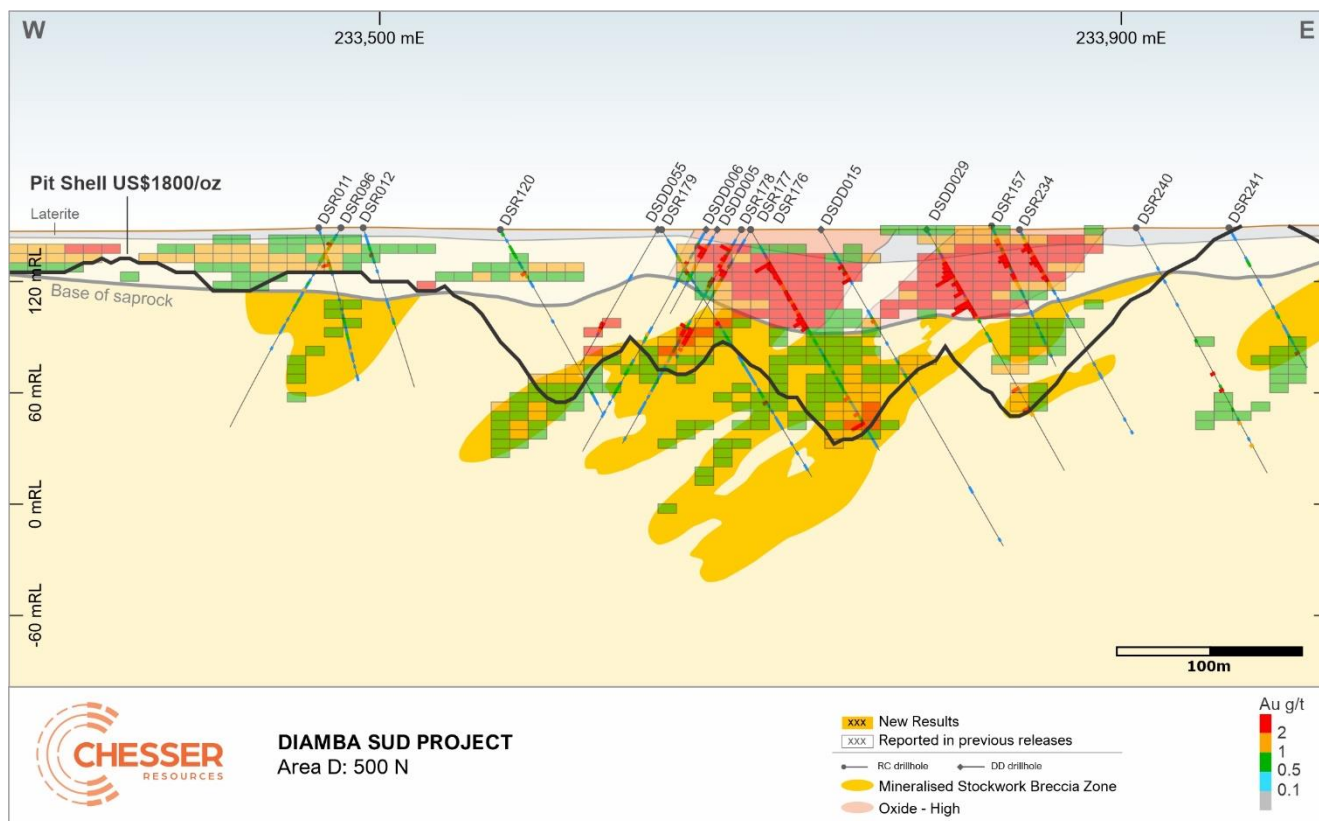 W
233,500 mE
233,900 mE
E
Pit Shell US$1800/oz
Laterite
Base of saprock
DSR011
DSR096
DSR012
DSR120
DSDD055
DSR179
DSDD006
DSDD005
DSR178
DSR177
DSR176
DSDD015
DSDD029
DSR157
DSR234
DSR240
DSR241
120 mRL
60 mRL
0 mRL
-60 mRL
100m
CHESSER
RESOURCES
DIAMBA SUD PROJECT
Area D: 500 N
xxx New Results
xxx Reported in previous releases
RC drillhole DD drillhole
Mineralised Stockwork Breccia Zone
Oxide - High
Au g/t
2
1
0.5
0.1